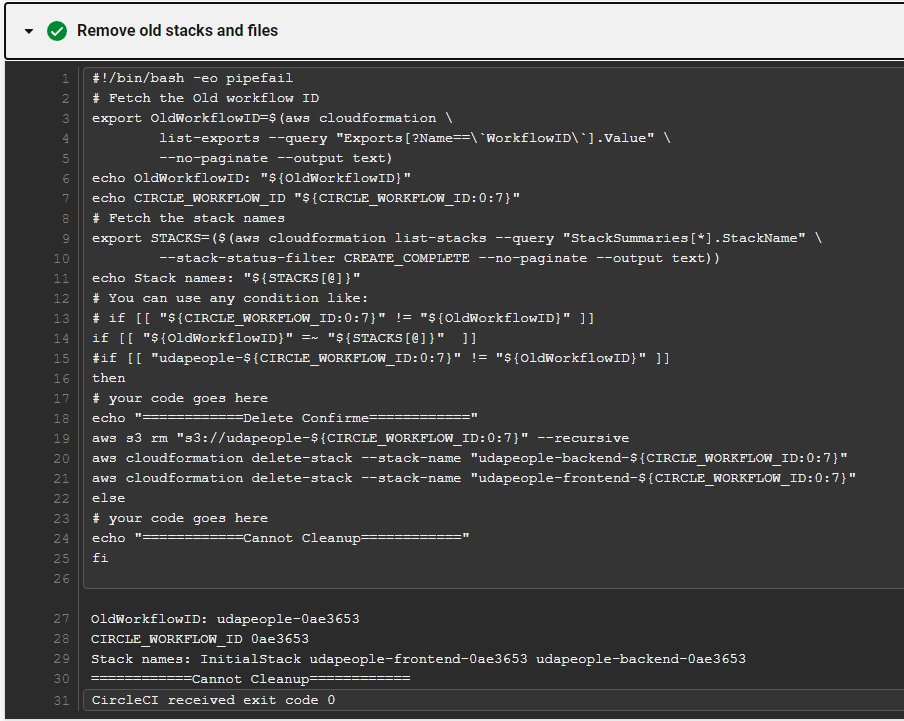 Remove old stacks and files
1 #!/bin/bash -eo pipefail
2 # Fetch the Old workflow ID
3 export OldWorkflowID=$(aws cloudformation \
4         list-exports --query "Exports[?Name==\`WorkflowID\`].Value" \
5         --no-paginate --output text)
6 echo OldWorkflowID: "${OldWorkflowID}"
7 echo CIRCLE_WORKFLOW_ID "${CIRCLE_WORKFLOW_ID:0:7}"
8 # Fetch the stack names
9 export STACKS=($(aws cloudformation list-stacks --query "StackSummaries[*].StackName" \
10         --stack-status-filter CREATE_COMPLETE --no-paginate --output text))
11 echo Stack names: "${STACKS[@]}"
12 # You can use any condition like:
13 # if [[ "${CIRCLE_WORKFLOW_ID:0:7}" != "${OldWorkflowID}" ]]
14 if [[ "${OldWorkflowID}" =~ "${STACKS[@]}"  ]]
15 #if [[ "udapeople-${CIRCLE_WORKFLOW_ID:0:7}" != "${OldWorkflowID}" ]]
16 then
17 # your code goes here
18 echo "============Delete Confirme============"
19 aws s3 rm "s3://udapeople-${CIRCLE_WORKFLOW_ID:0:7}" --recursive
20 aws cloudformation delete-stack --stack-name "udapeople-backend-${CIRCLE_WORKFLOW_ID:0:7}"
21 aws cloudformation delete-stack --stack-name "udapeople-frontend-${CIRCLE_WORKFLOW_ID:0:7}"
22 else
23 # your code goes here
24 echo "============Cannot Cleanup============"
25 fi
26
27 OldWorkflowID: udapeople-0ae3653
28 CIRCLE_WORKFLOW_ID 0ae3653
29 Stack names: InitialStack udapeople-frontend-0ae3653 udapeople-backend-0ae3653
30 ============Cannot Cleanup============
31 CircleCI received exit code 0